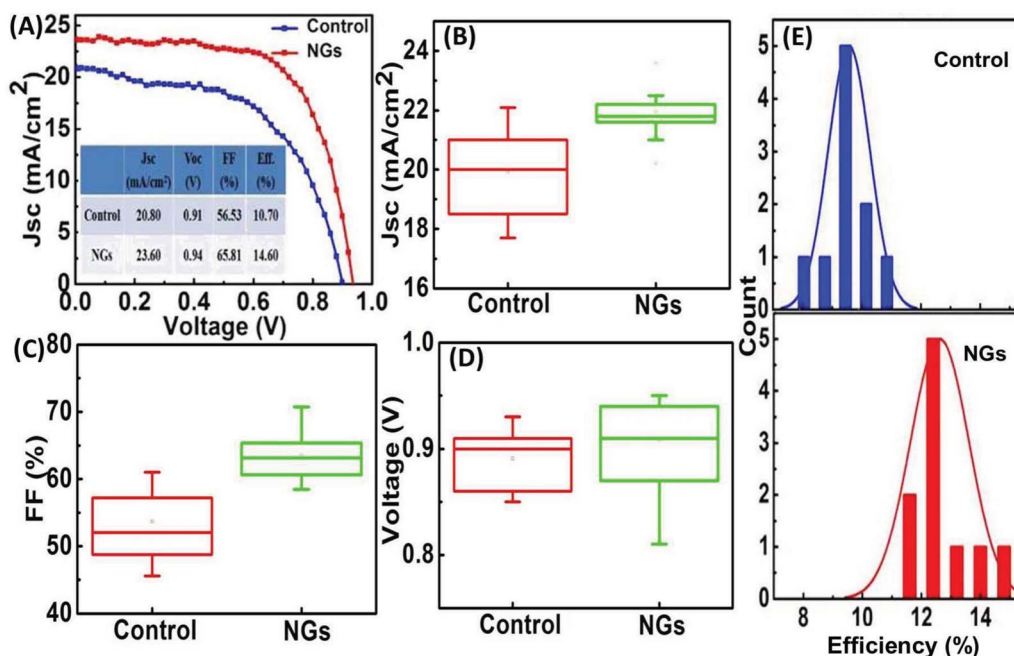 (A)
Control
NGs
Jsc (mA/cm²)
25
20
15
10
5
0
Jsc Voc FF Eff.
(mA/cm²) (V) (%) (%)
Control 20.80 0.91 56.53 10.70
NGs 23.60 0.94 65.81 14.60
0.0 0.2 0.4 0.6 0.8 1.0
Voltage (V)
(B)
Jsc (mA/cm²)
24
22
20
18
16
Control NGs
(C)
FF (%)
80
70
60
50
40
Control NGs
(D)
Voltage (V)
1.0
0.9
0.8
Control NGs
(E)
Control
5
4
3
2
1
0
Count
NGs
5
4
3
2
1
0
8 10 12 14
Efficiency (%)